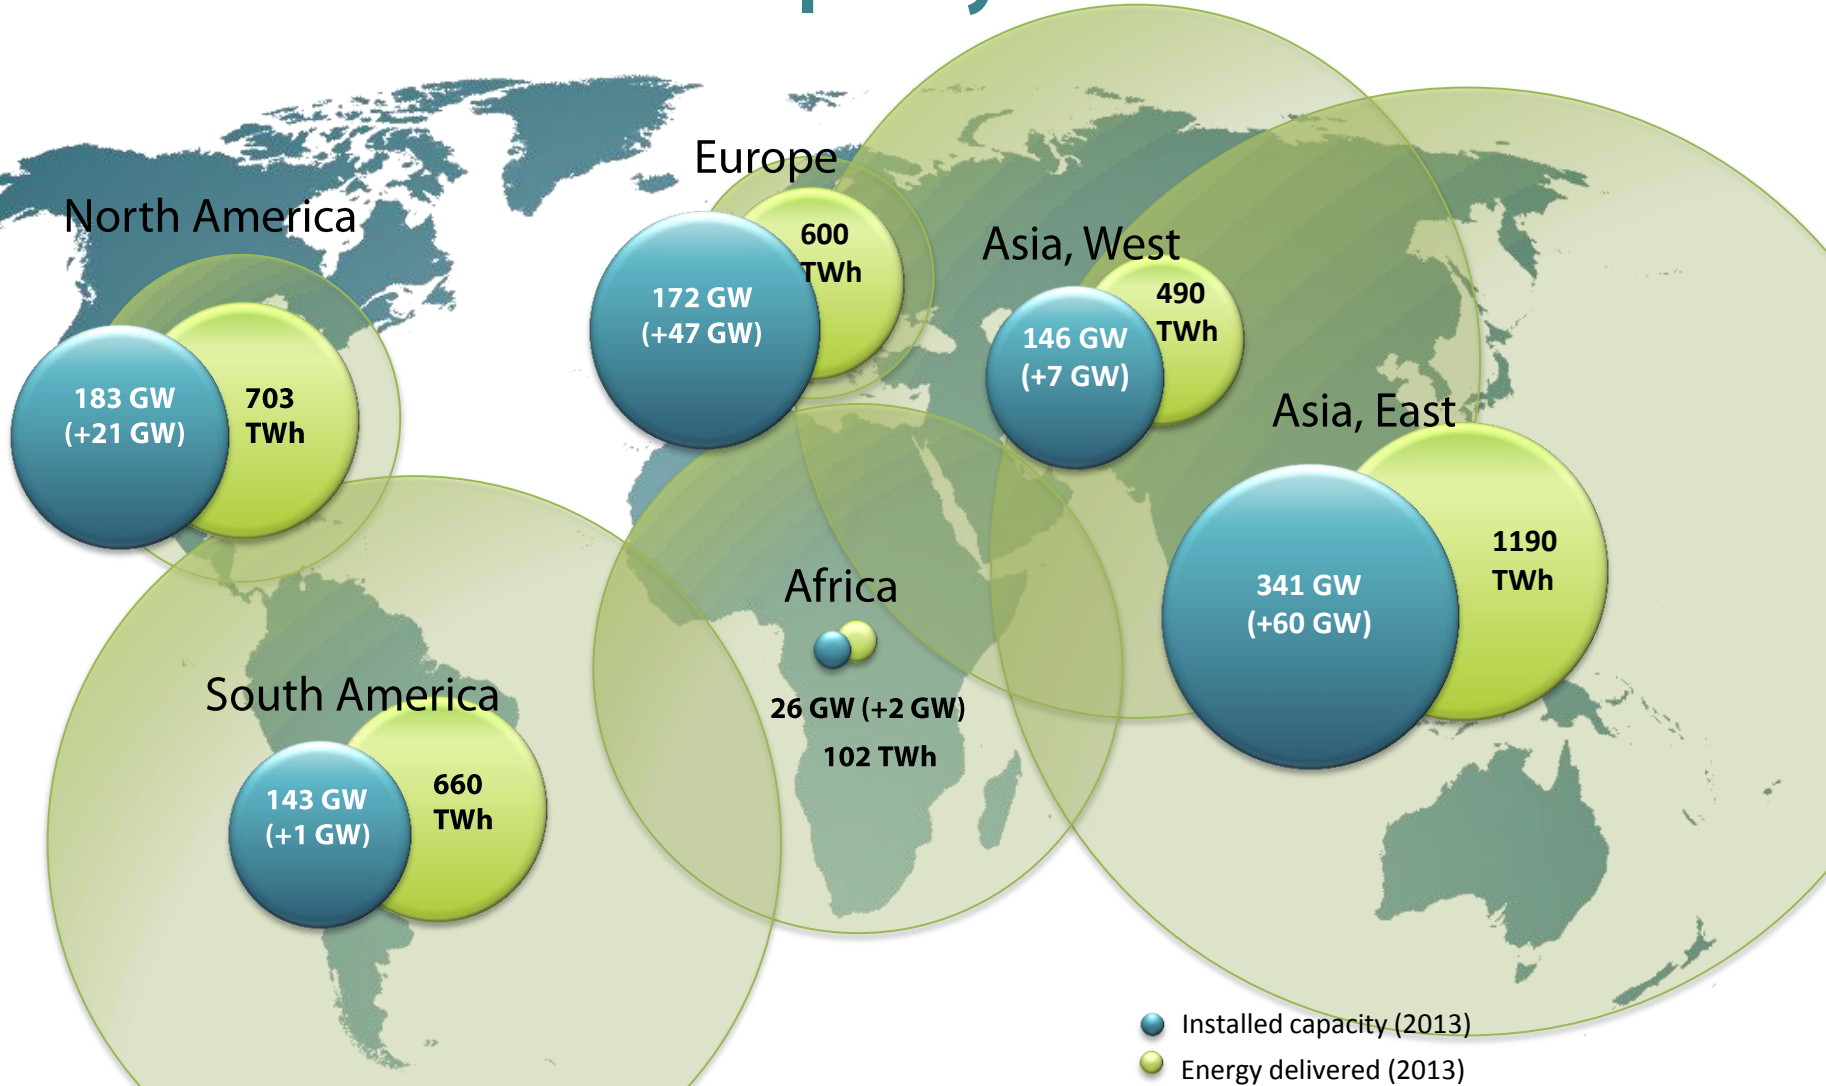 Europe
600
TWh
172 GW
(+47 GW)
North America
183 GW
(+21 GW)
703
TWh
Asia, West
490
TWh
146 GW
(+7 GW)
Asia, East
1190
TWh
341 GW
(+60 GW)
Africa
26 GW (+2 GW)
102 TWh
South America
660
TWh
143 GW
(+1 GW)
Installed capacity (2013)
Energy delivered (2013)